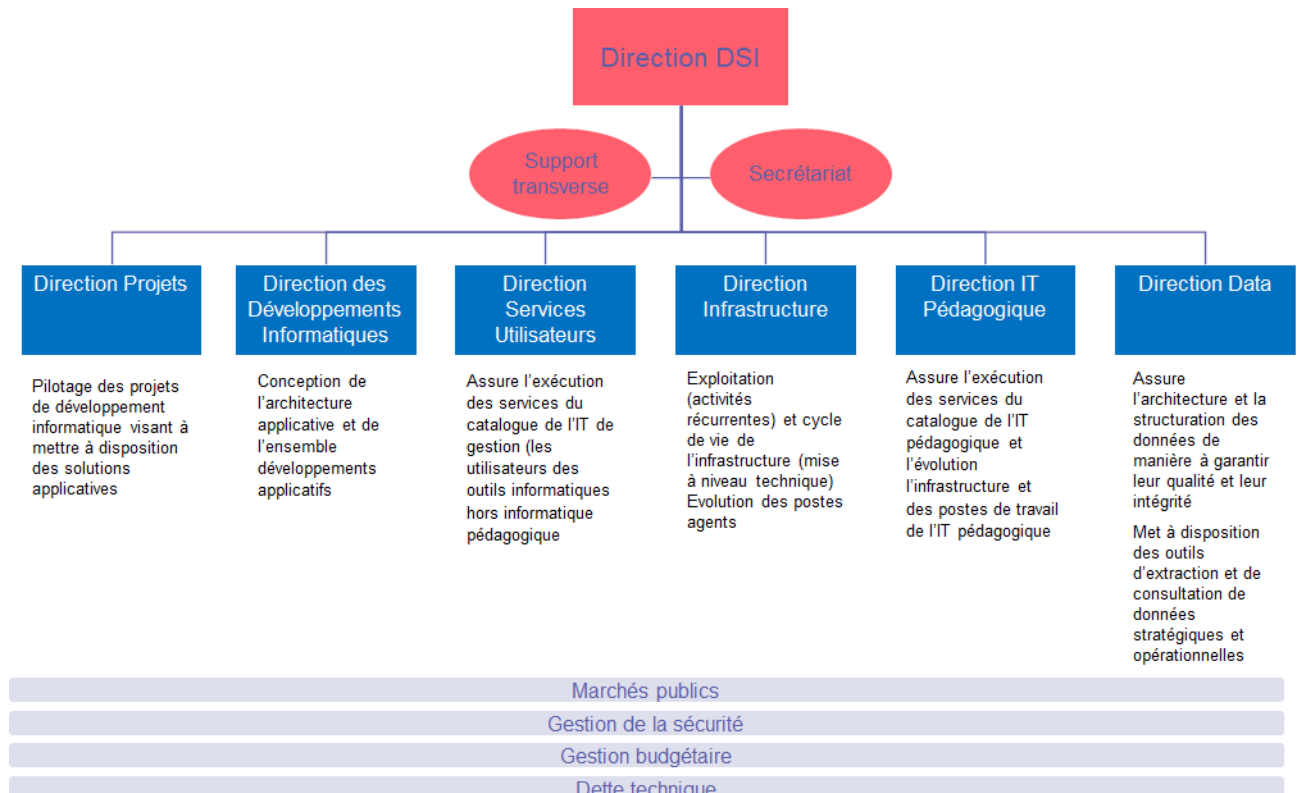 Direction DSI
Support
transverse
Secrétariat
Direction Projets
Pilotage des projets
de développement
informatique visant à
mettre à disposition
des solutions
applicatives
Direction des
Développements
Informatiques
Conception de
l'architecture
applicative et de
l'ensemble
développements
applicatifs
Direction
Services
Utilisateurs
Assure l'exécution
des services du
catalogue de l'IT de
gestion (les
utilisateurs des
outils informatiques
hors informatique
pédagogique
Direction
Infrastructure
Exploitation
(activités
récurrentes) et cycle
de vie de
l'infrastructure (mise
à niveau technique)
Evolution des postes
agents
Direction IT
Pédagogique
Assure l'exécution
des services du
catalogue de l'IT
pédagogique et
l'évolution
l'infrastructure et
des postes de travail
de l'IT pédagogique
Direction Data
Assure
l'architecture et la
structuration des
données de
manière à garantir
leur qualité et leur
intégrité
Met à disposition
des outils
d'extraction et de
consultation de
données
stratégiques et
opérationnelles
Marchés publics
Gestion de la sécurité
Gestion budgétaire
Dette technique